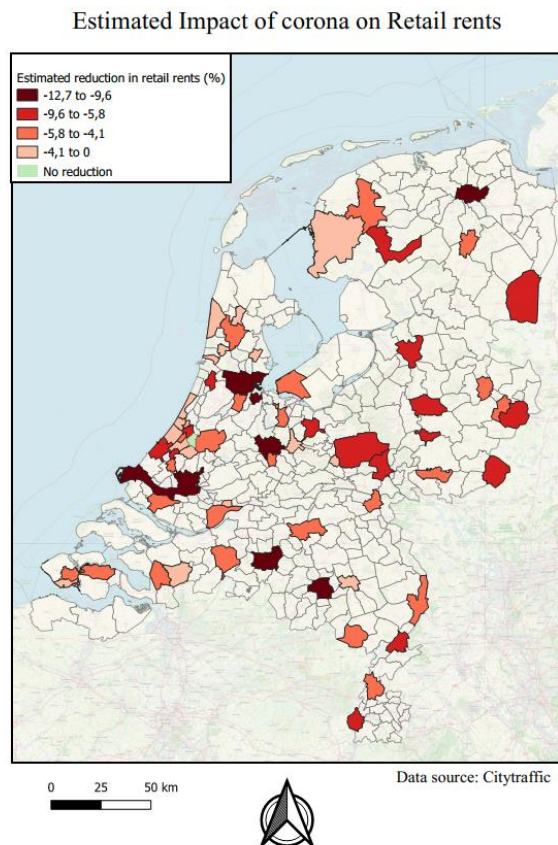 Estimated Impact of corona on Retail rents
Estimated reduction in retail rents (%)
-12,7 to -9,6
-9,6 to -5,8
-5,8 to -4,1
-4,1 to 0
No reduction
Data source: Citytraffic
0 25 50 km